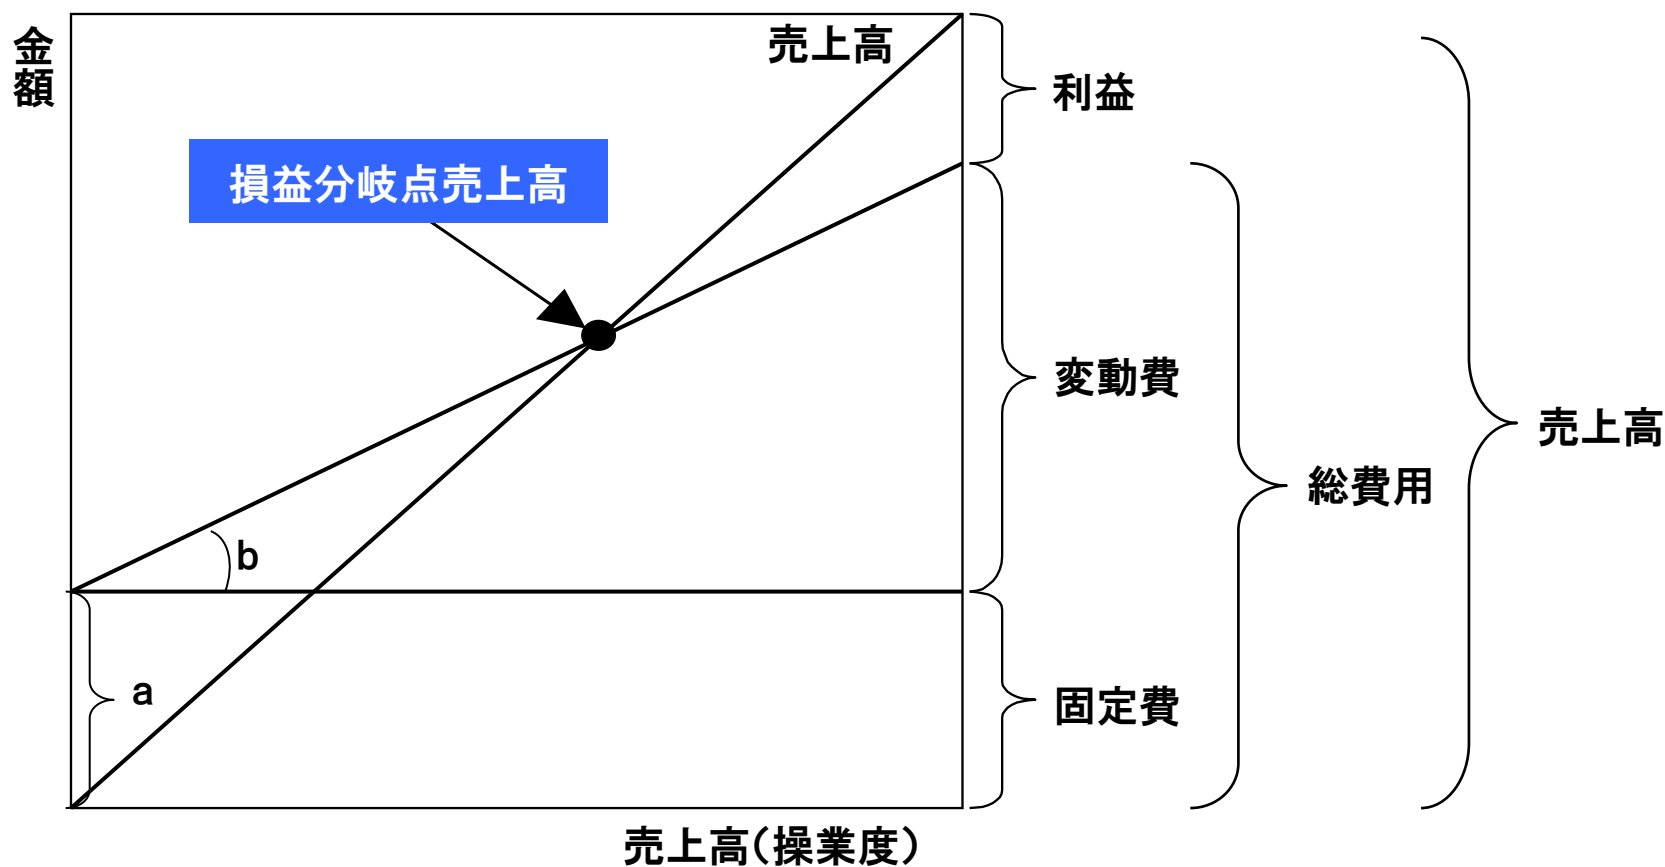 金額
売上高
利益
損益分岐点売上高
変動費
売上高
総費用
b
a
固定費
売上高(操業度)